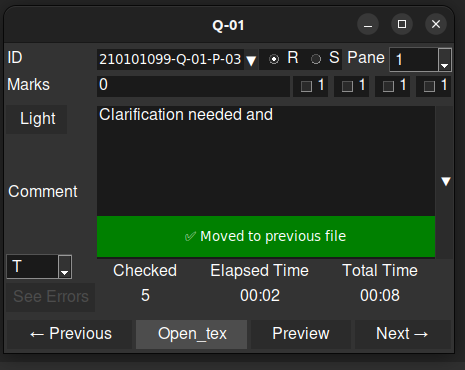 Q-01
ID 210101099-Q-01-P-03 ▼ R S Pane 1
Marks 0 1 1 1 1
Light
Clarification needed and
Comment
▼
✅ Moved to previous file
T
Checked Elapsed Time Total Time
See Errors 5 00:02 00:08
← Previous Open_tex Preview Next →